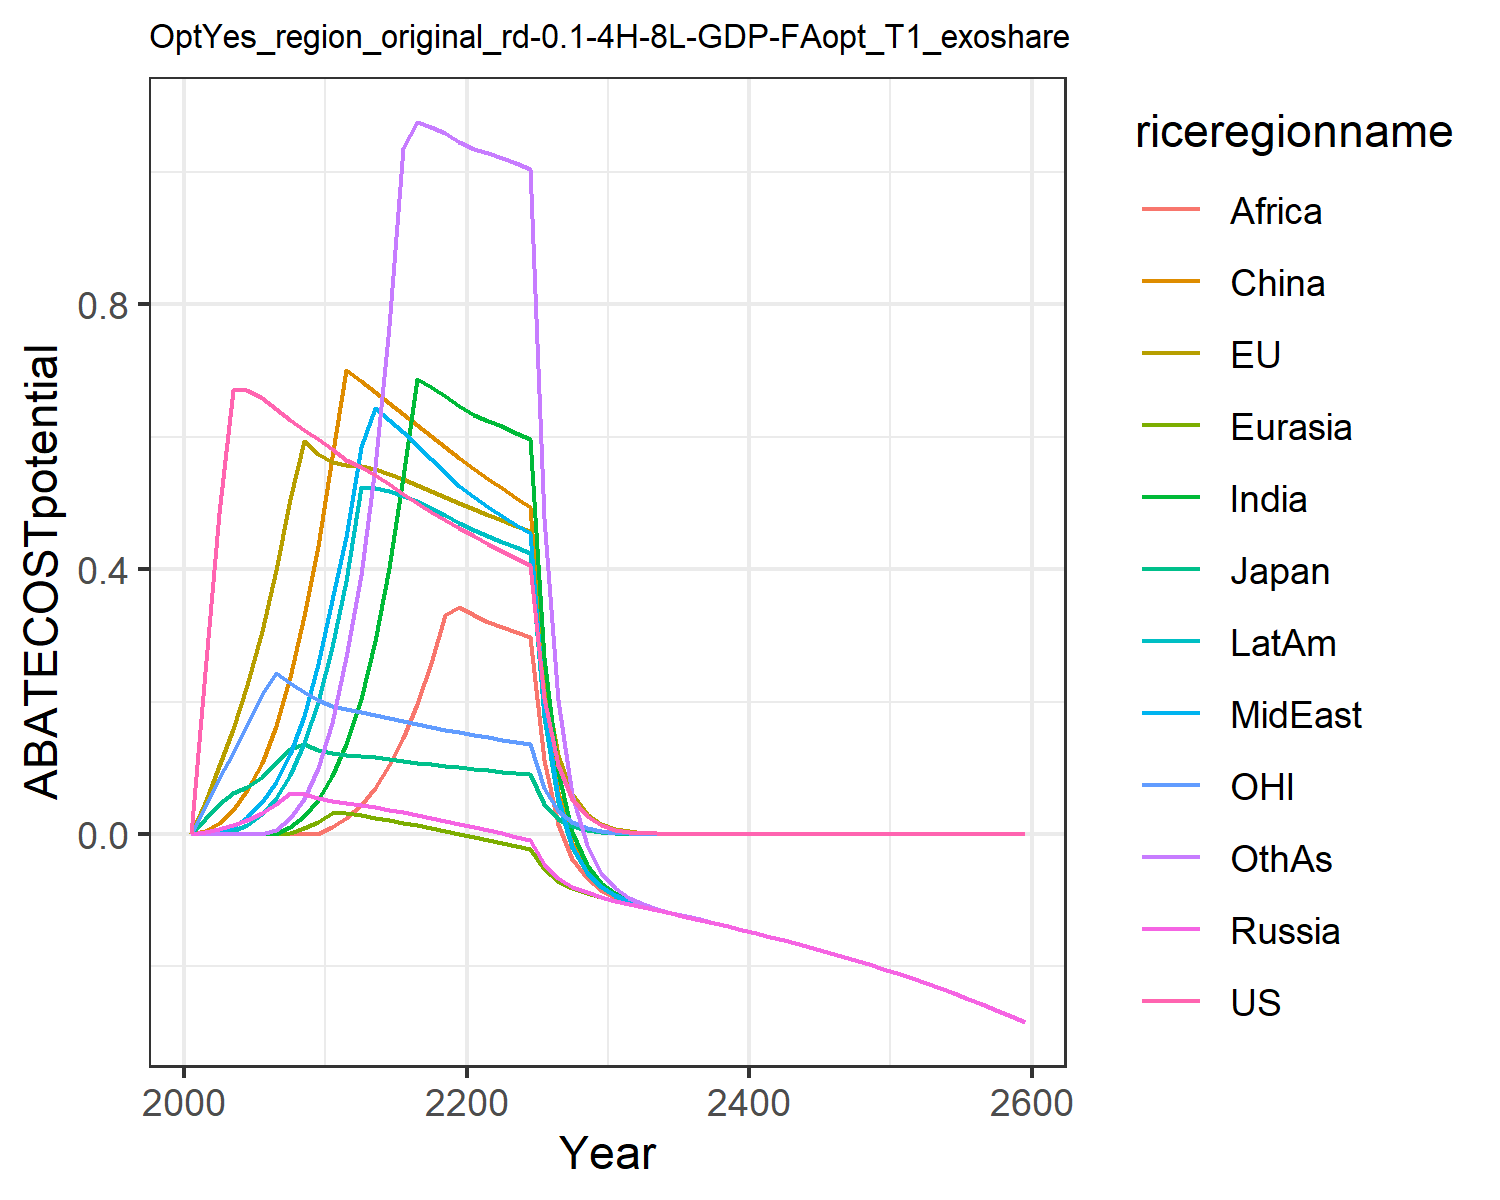 OptYes_region_original_rd-0.1-4H-8L-GDP-FAopt_T1_exoshare
ABATECOSTpotential
0.8
0.4
0.0
2000
2200
2400
2600
Year
riceregionname
Africa
China
EU
Eurasia
India
Japan
LatAm
MidEast
OHI
OthAs
Russia
US